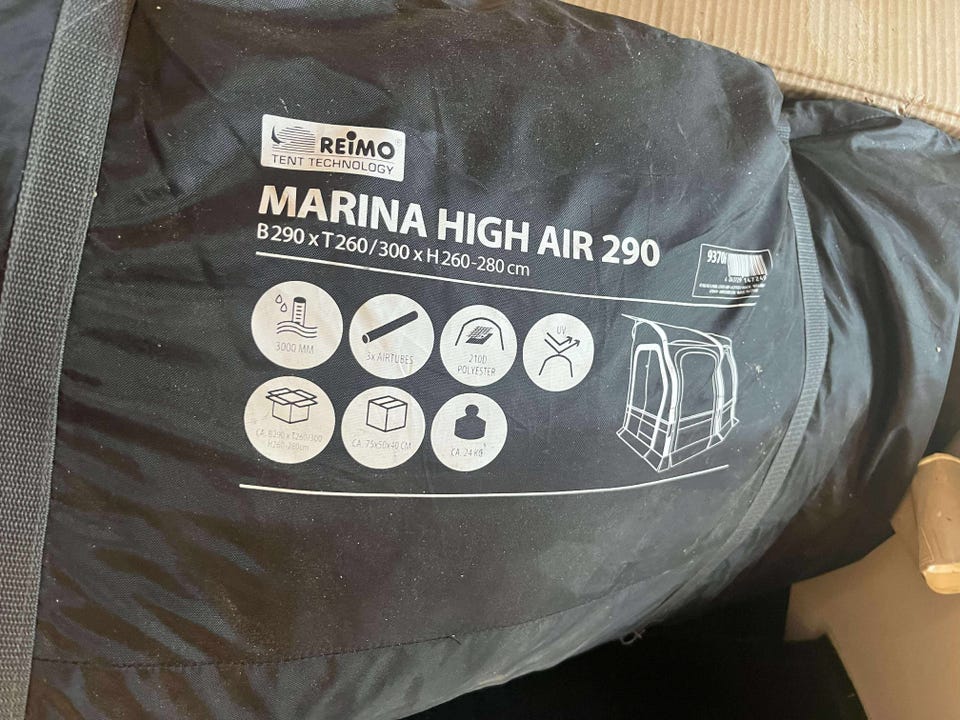 REiMO®
TENT TECHNOLOGY
MARINA HIGH AIR 290
B290 x T260/300 x H260-280 cm
3000 MM
3x AIRTUBES
210D
POLYESTER
UV
CA. B290 x T260/300
H260-280cm
CA. 75x50x40 CM
CA. 24 KG